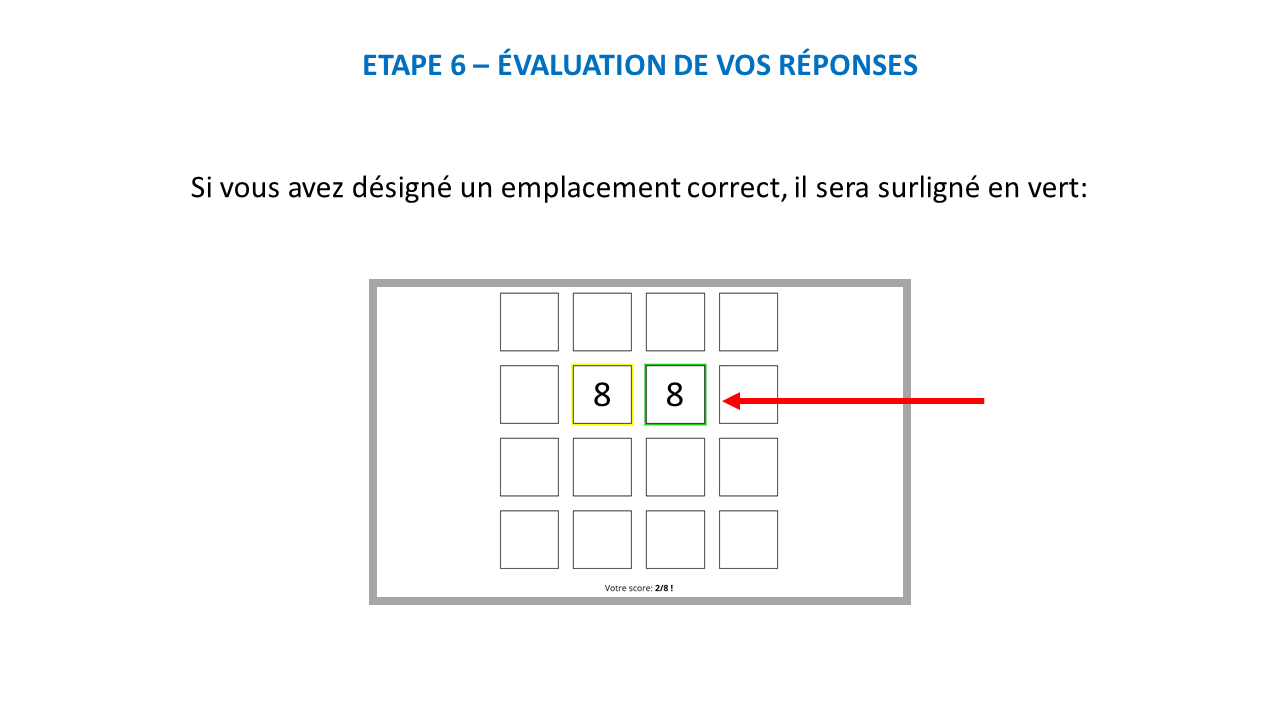 ETAPE 6 – ÉVALUATION DE VOS RÉPONSES
Si vous avez désigné un emplacement correct, il sera surligné en vert:
8 8
Votre score: 2/8 !